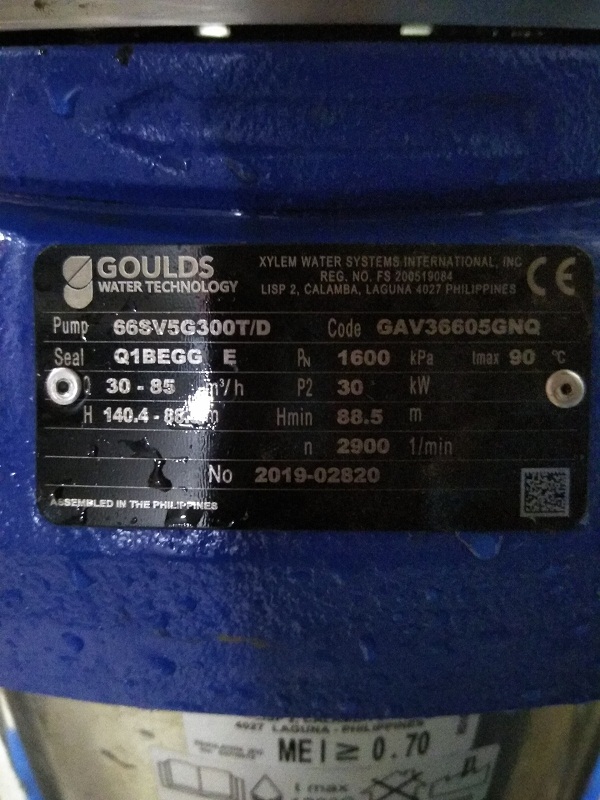 GOULDS
WATER TECHNOLOGY
XYLEM WATER SYSTEMS INTERNATIONAL, INC
REG. NO. FS 200519084
LISP 2, CALAMBA, LAGUNA 4027 PHILIPPINES
CE
Pump 66SV5G300T/D Code GAV36605GNQ
Seal Q1BEGG E PN 1600 kPa tmax 90 °C
30 - 85 m³/h P2 30 kW
H 140.4 - Hmin 88.5 m
n 2900 1/min
No 2019-02820
ASSEMBLED IN THE PHILIPPINES
4027 LAGUNA - PHILIPPINES
MEI ≥ 0.70
t max